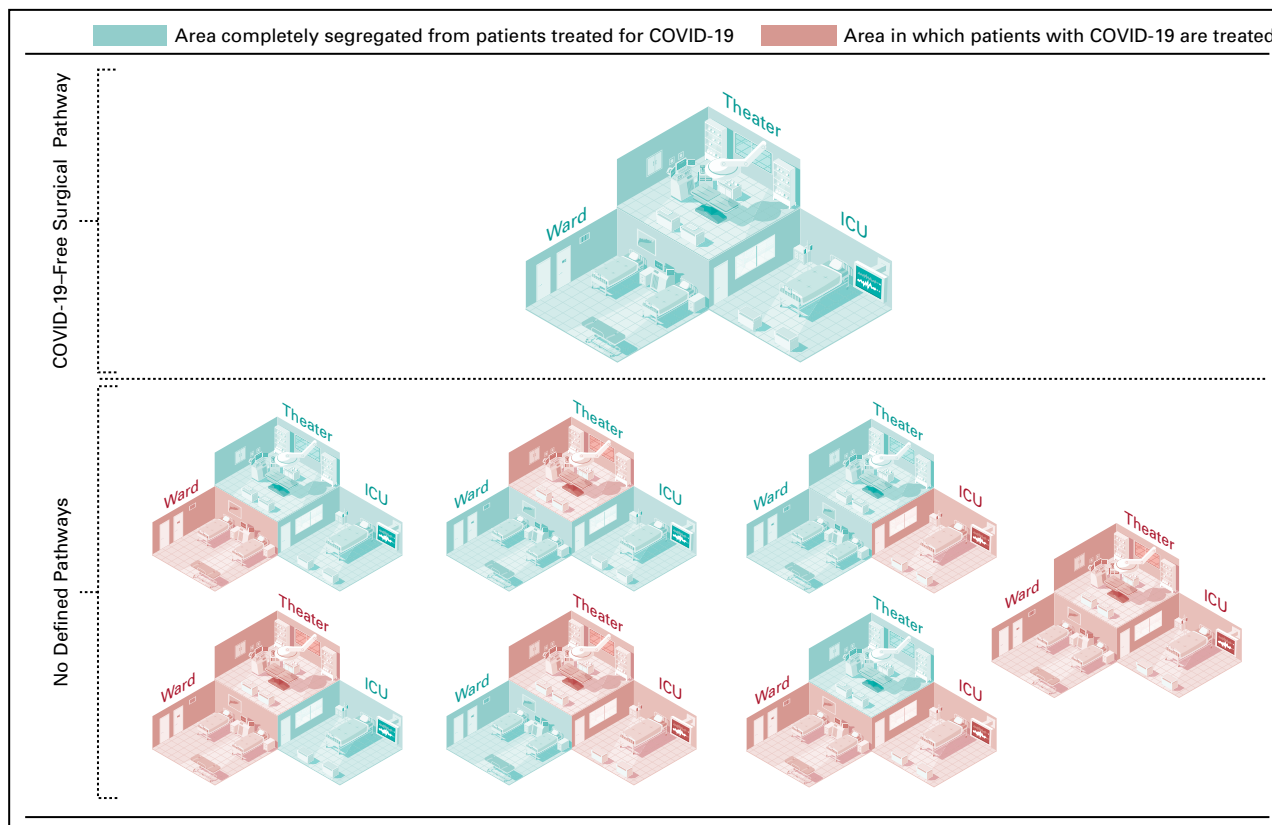 Area completely segregated from patients treated for COVID-19
Area in which patients with COVID-19 are treated
COVID-19–Free Surgical Pathway
Theater
Ward
ICU
No Defined Pathways
Theater
Ward
ICU
Theater
Ward
ICU
Theater
Ward
ICU
Theater
Ward
ICU
Theater
Ward
ICU
Theater
Ward
ICU
Theater
Ward
ICU